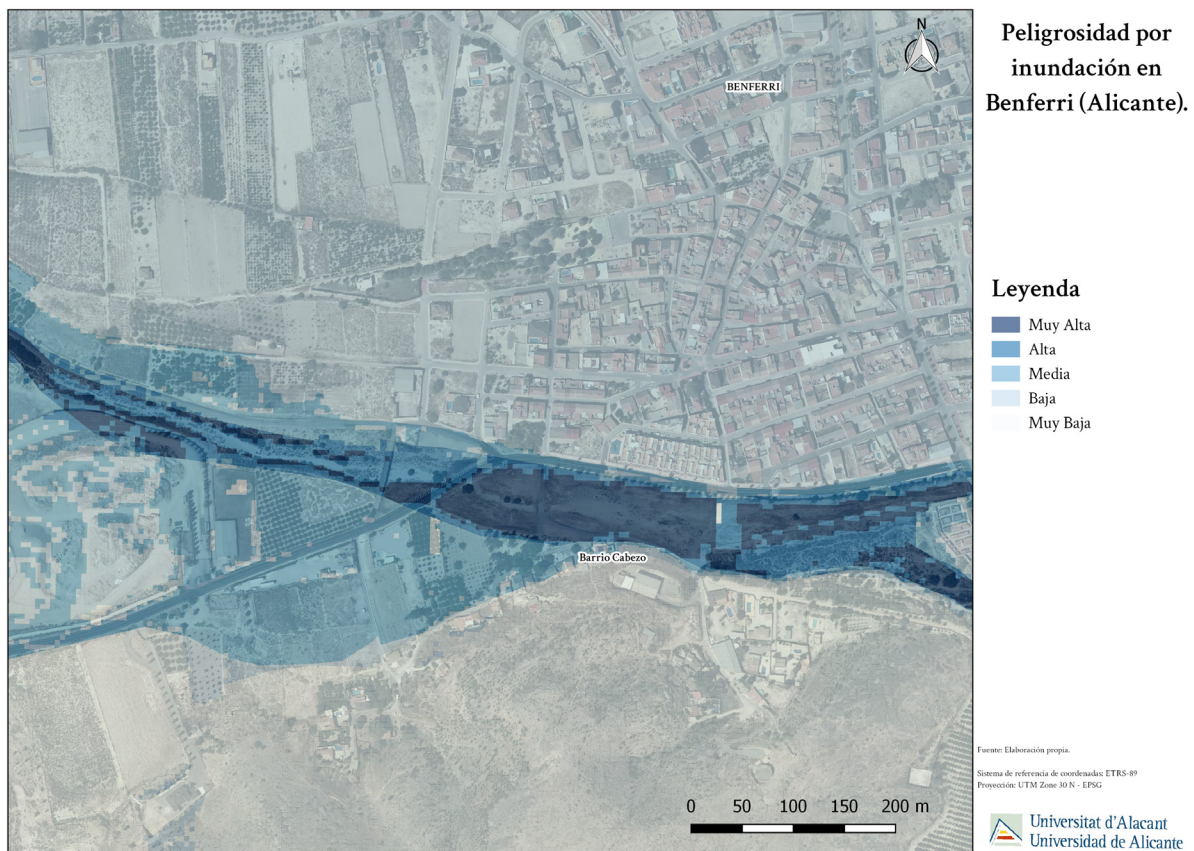 Peligrosidad por
inundación en
Benferri (Alicante).
N
BENFERRI
Barrio Cabezo
Leyenda
Muy Alta
Alta
Media
Baja
Muy Baja
0 50 100 150 200 m
Fuente: Elaboración propia.
Sistema de referencia de coordenadas: ETRS-89
Proyección: UTM Zone 30 N - EPSG
Universitat d'Alacant
Universidad de Alicante